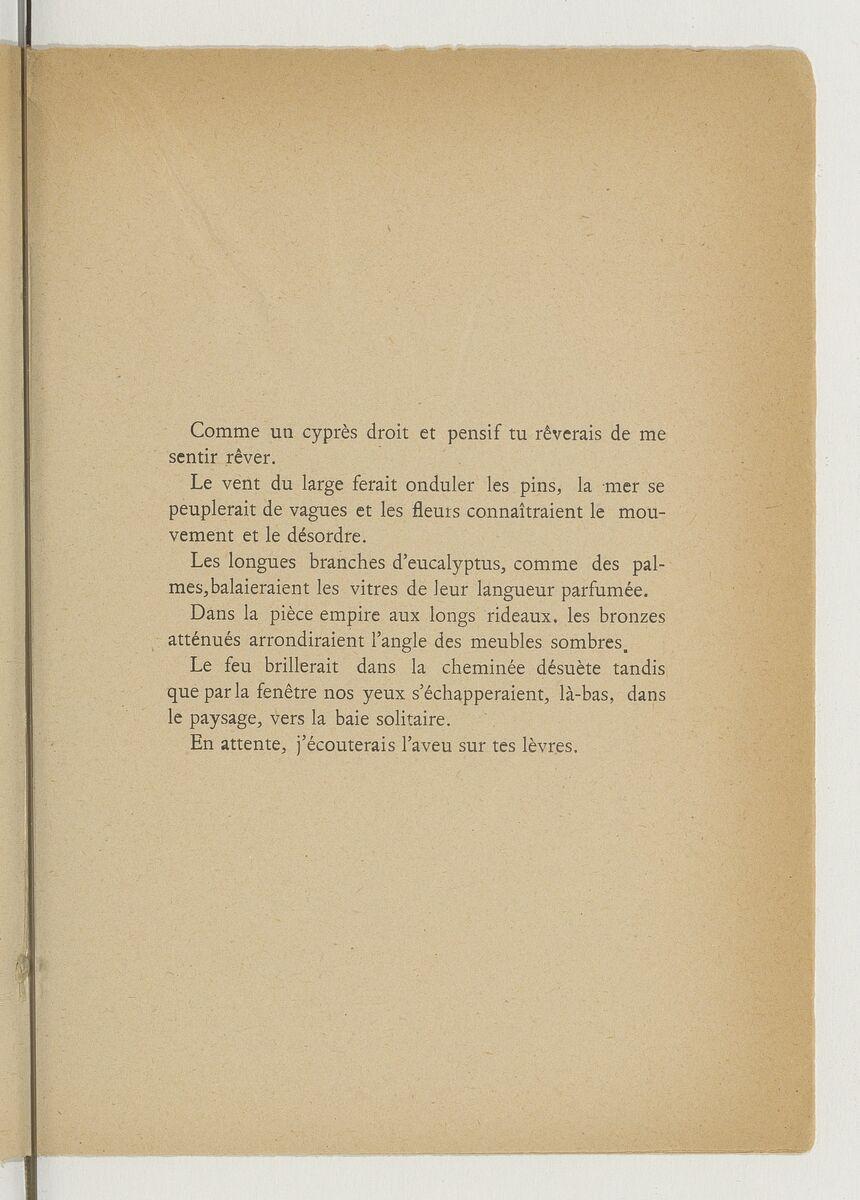 Comme un cyprès droit et pensif tu rêverais de me
sentir rêver.
Le vent du large ferait onduler les pins, la mer se
peuplerait de vagues et les fleurs connaîtraient le mou-
vement et le désordre.
Les longues branches d'eucalyptus, comme des pal-
mes,balaieraient les vitres de leur langueur parfumée.
Dans la pièce empire aux longs rideaux. les bronzes
atténués arrondiraient l'angle des meubles sombres.
Le feu brillerait dans la cheminée désuète tandis
que par la fenêtre nos yeux s'échapperaient, là-bas, dans
le paysage, vers la baie solitaire.
En attente, j'écouterais l'aveu sur tes lèvres.